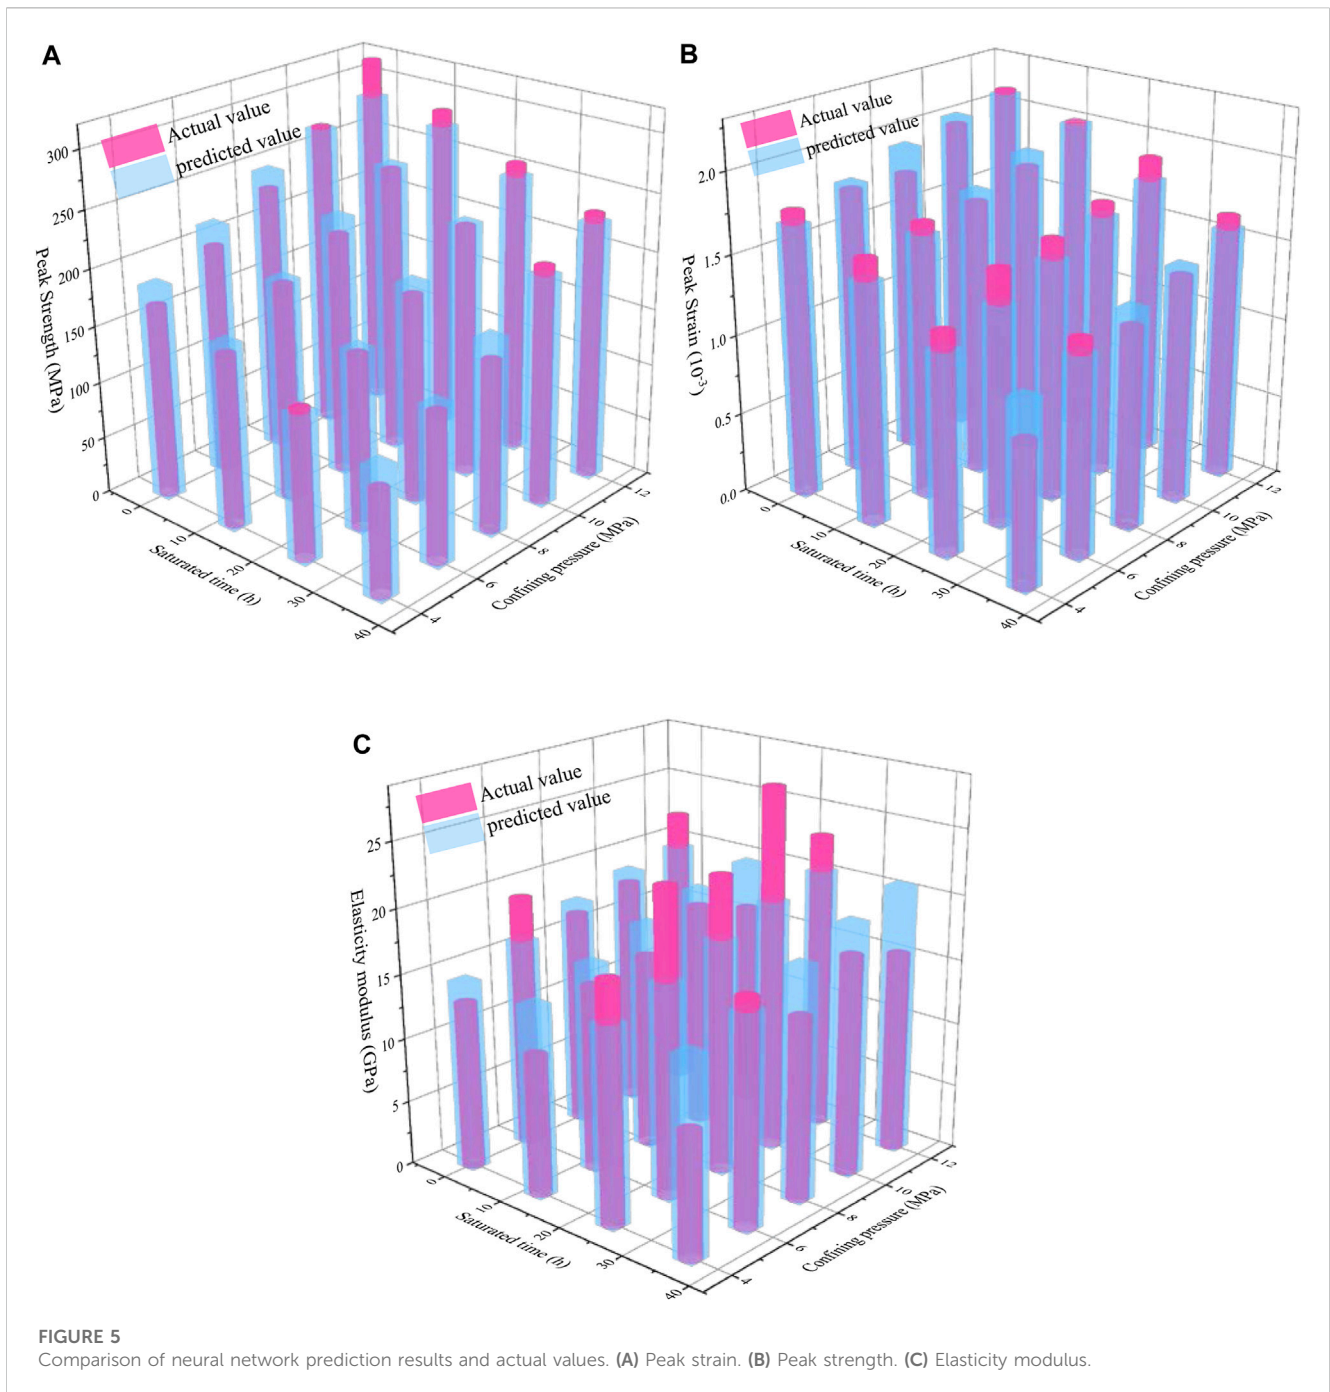 A
Actual value
predicted value
Peak Strength (MPa)
300
250
200
150
100
50
0
0
10
20
30
40
Saturated time (h)
4
6
8
10
12
Confining pressure (MPa)
B
Actual value
predicted value
Peak Strain (10-3)
2.0
1.5
1.0
0.5
0.0
0
10
20
30
40
Saturated time (h)
4
6
8
10
12
Confining pressure (MPa)
C
Actual value
predicted value
Elasticity modulus (GPa)
25
20
15
10
5
0
0
10
20
30
40
Saturated time (h)
4
6
8
10
12
Confining pressure (MPa)
FIGURE 5
Comparison of neural network prediction results and actual values. (A) Peak strain. (B) Peak strength. (C) Elasticity modulus.